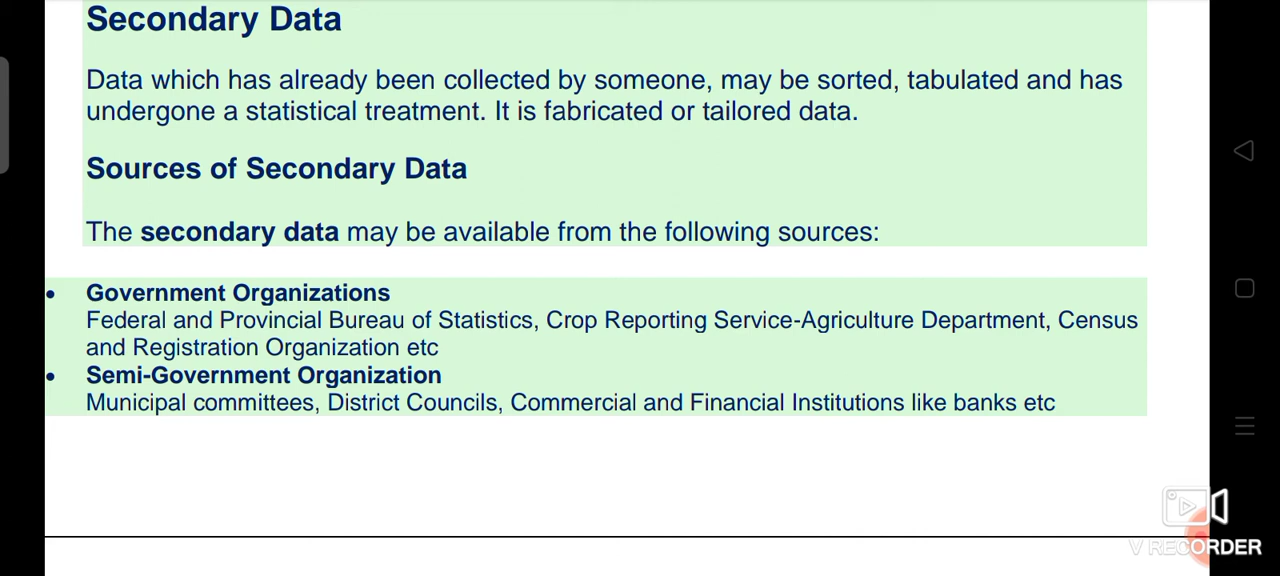 Secondary Data
Data which has already been collected by someone, may be sorted, tabulated and has
undergone a statistical treatment. It is fabricated or tailored data.
Sources of Secondary Data
The secondary data may be available from the following sources:
• Government Organizations
Federal and Provincial Bureau of Statistics, Crop Reporting Service-Agriculture Department, Census
and Registration Organization etc
• Semi-Government Organization
Municipal committees, District Councils, Commercial and Financial Institutions like banks etc
V RECORDER